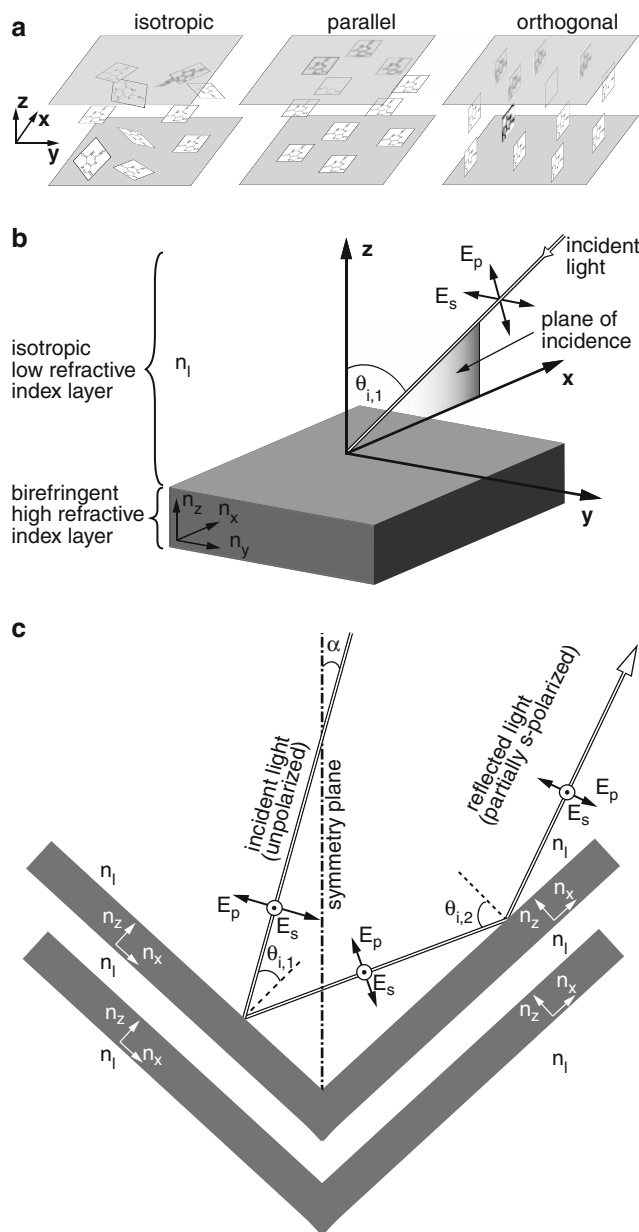 a
isotropic
parallel
orthogonal
z
x
y
b
z
incident
light
E_p
E_s
plane of
incidence
isotropic
low refractive
index layer
n_l
θ_i,1
x
birefringent
high refractive
index layer
n_z
n_x
n_y
y
c
α
incident light
(unpolarized)
symmetry plane
reflected light
(partially s-polarized)
E_p
E_s
n_l
n_l
E_p
E_s
θ_i,1
θ_i,2
n_z
n_x
n_z
n_x
E_p
E_s
n_l
n_l
n_z
n_x
n_z
n_x
n_l
n_l